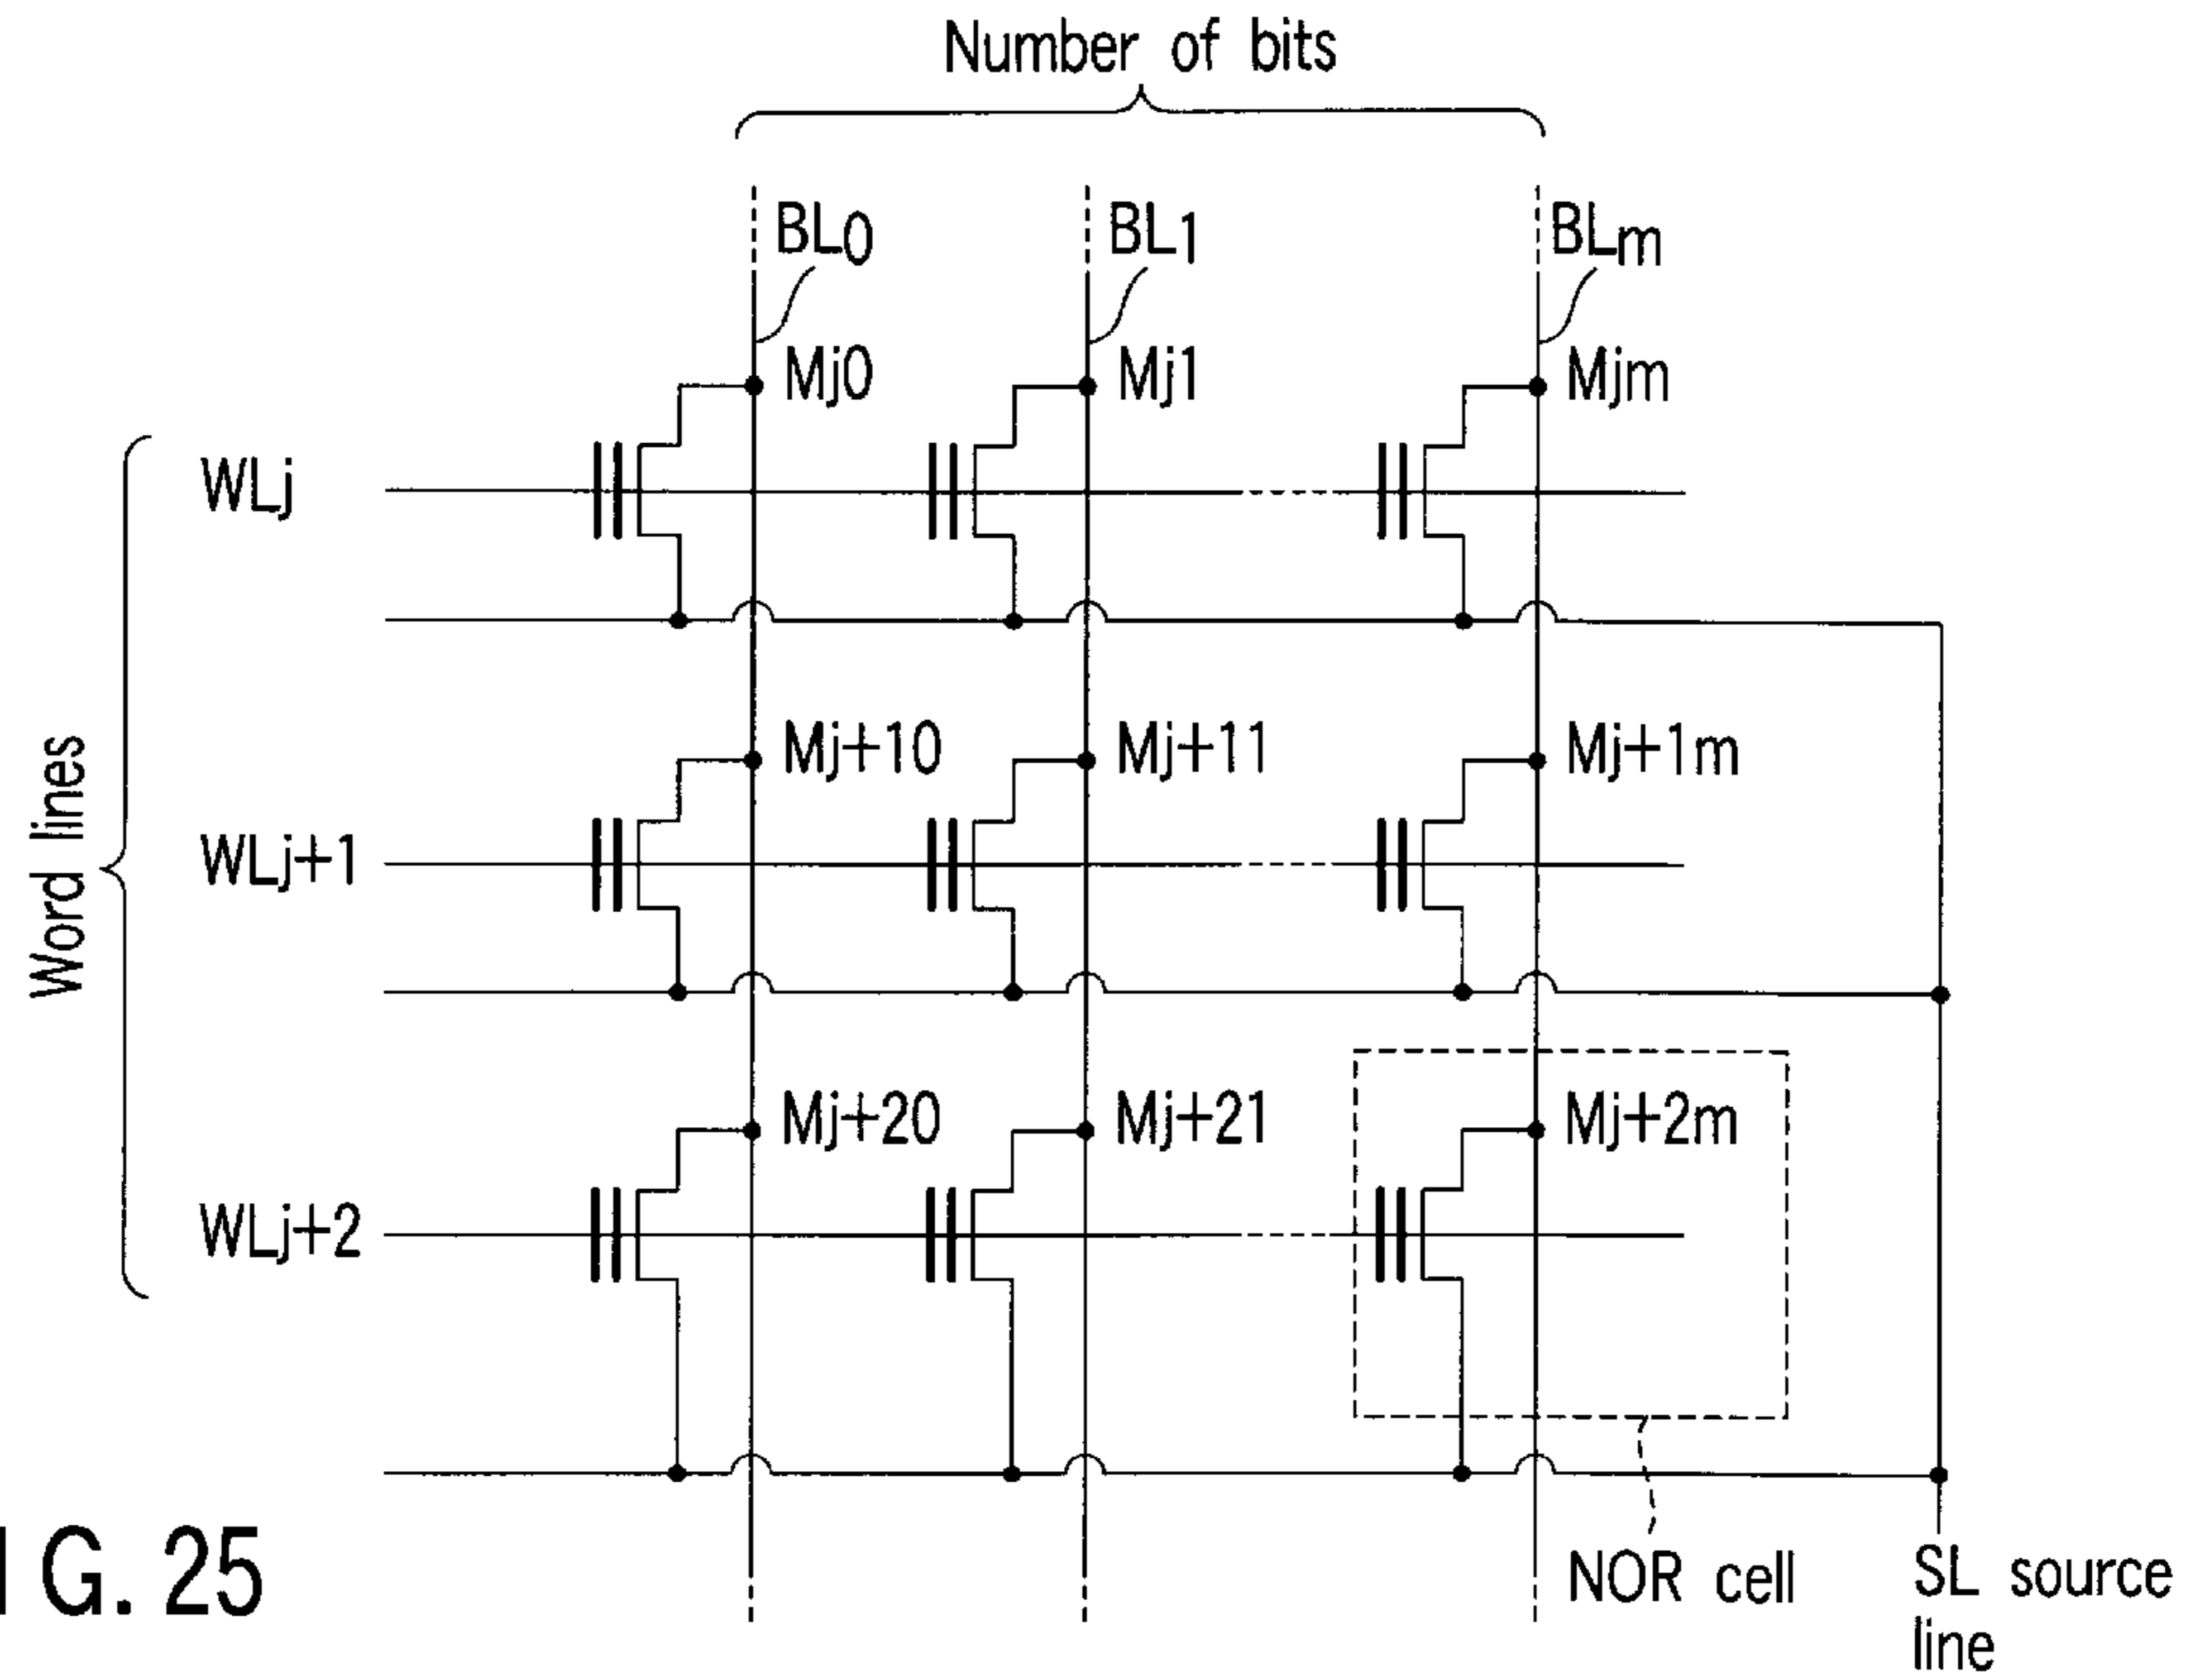 Number of bits
BL0 BL1 BLm
Mj0 Mj1 Mjm
WLj
Mj+10 Mj+11 Mj+1m
Word lines
WLj+1
Mj+20 Mj+21 Mj+2m
WLj+2
IG. 25
NOR cell
SL source
line